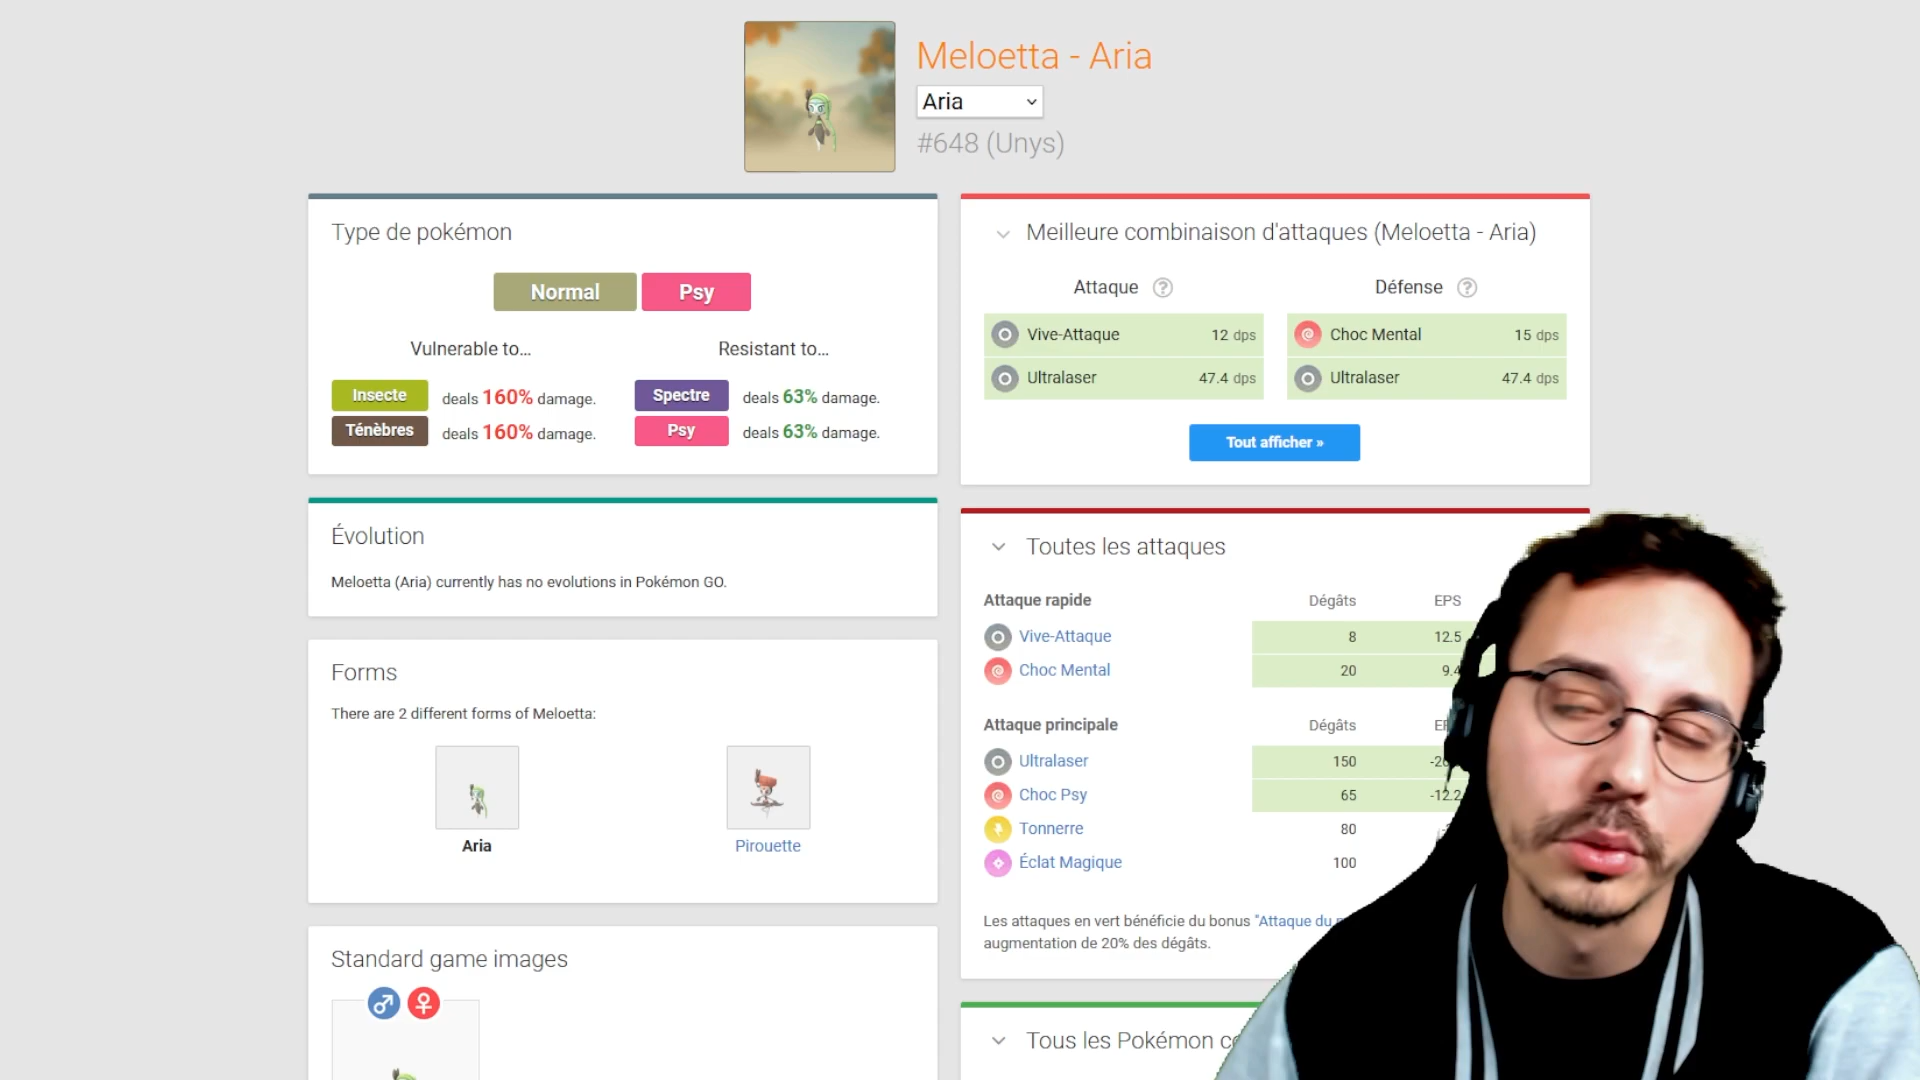 Meloetta - Aria
Aria
#648 (Unys)
Type de pokémon
Normal
Psy
Vulnerable to...
Resistant to...
Insecte deals 160% damage.
Ténèbres deals 160% damage.
Spectre deals 63% damage.
Psy deals 63% damage.
Évolution
Meloetta (Aria) currently has no evolutions in Pokémon GO.
Forms
There are 2 different forms of Meloetta:
Aria
Pirouette
Standard game images
Meilleure combinaison d'attaques (Meloetta - Aria)
Attaque
Défense
Vive-Attaque 12 dps
Ultralaser 47.4 dps
Choc Mental 15 dps
Ultralaser 47.4 dps
Tout afficher »
Toutes les attaques
Attaque rapide Dégâts EPS
Vive-Attaque 8 12.5
Choc Mental 20 9.4
Attaque principale Dégâts
Ultralaser 150
Choc Psy 65 -12.2
Tonnerre 80
Éclat Magique 100
Les attaques en vert bénéficie du bonus "Attaque du
augmentation de 20% des dégâts.
Tous les Pokémon